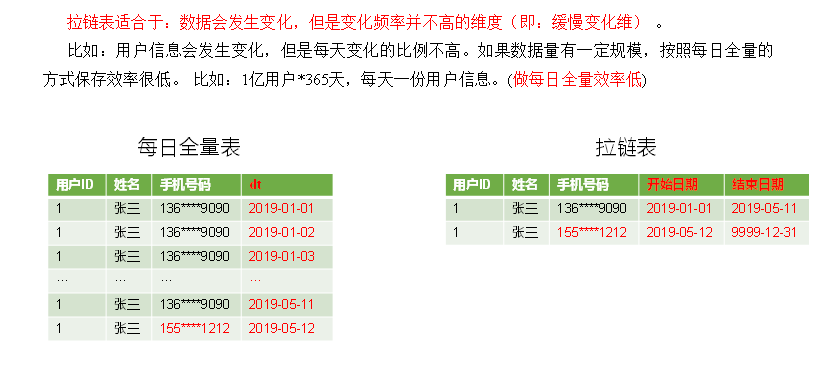 拉链表适合于：数据会发生变化，但是变化频率并不高的维度（即：缓慢变化维） 。
比如：用户信息会发生变化，但是每天变化的比例不高。如果数据量有一定规模，按照每日全量的
方式保存效率很低。 比如：1亿用户*365天，每天一份用户信息。(做每日全量效率低)
每日全量表
用户ID 姓名 手机号码 dt
1 张三 136****9090 2019-01-01
1 张三 136****9090 2019-01-02
1 张三 136****9090 2019-01-03
... ... ... ...
1 张三 136****9090 2019-05-11
1 张三 155****1212 2019-05-12
拉链表
用户ID 姓名 手机号码 开始日期 结束日期
1 张三 136****9090 2019-01-01 2019-05-11
1 张三 155****1212 2019-05-12 9999-12-31